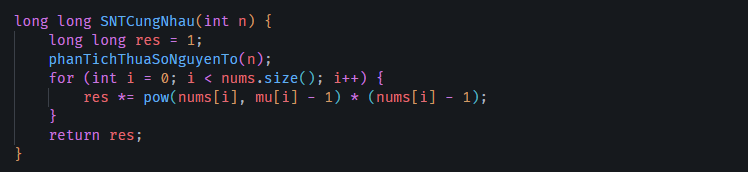 long long SNTCungNhau(int n) {
    long long res = 1;
    phanTichThuaSoNguyenTo(n);
    for (int i = 0; i < nums.size(); i++) {
        res *= pow(nums[i], mu[i] - 1) * (nums[i] - 1);
    }
    return res;
}